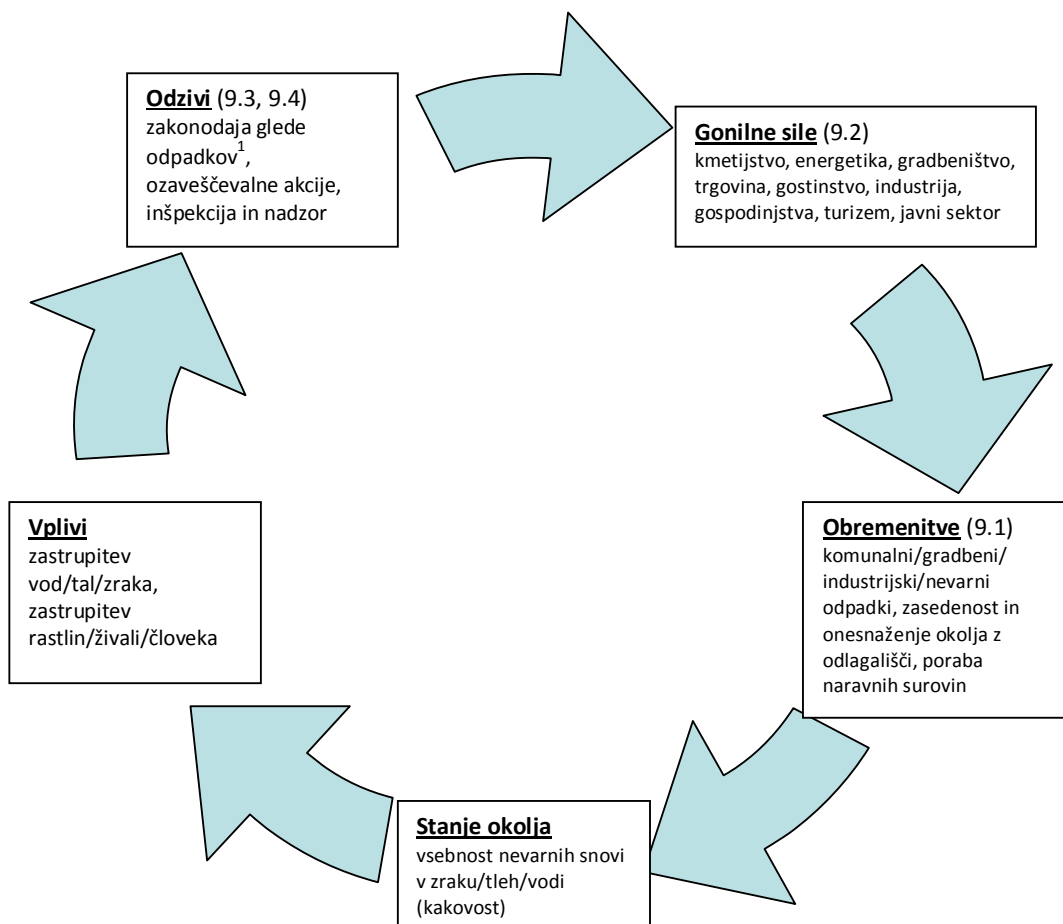 Odzivi (9.3, 9.4)
zakonodaja glede
odpadkov¹,
ozaveščevalne akcije,
inšpekcija in nadzor
Gonilne sile (9.2)
kmetijstvo, energetika, gradbeništvo,
trgovina, gostinstvo, industrija,
gospodinjstva, turizem, javni sektor
Obremenitve (9.1)
komunalni/gradbeni/
industrijski/nevarni
odpadki, zasedenost in
onesnaženje okolja z
odlagališči, poraba
naravnih surovin
Stanje okolja
vsebnost nevarnih snovi
v zraku/tleh/vodi
(kakovost)
Vplivi
zastrupitev
vod/tal/zraka,
zastrupitev
rastlin/živali/človeka